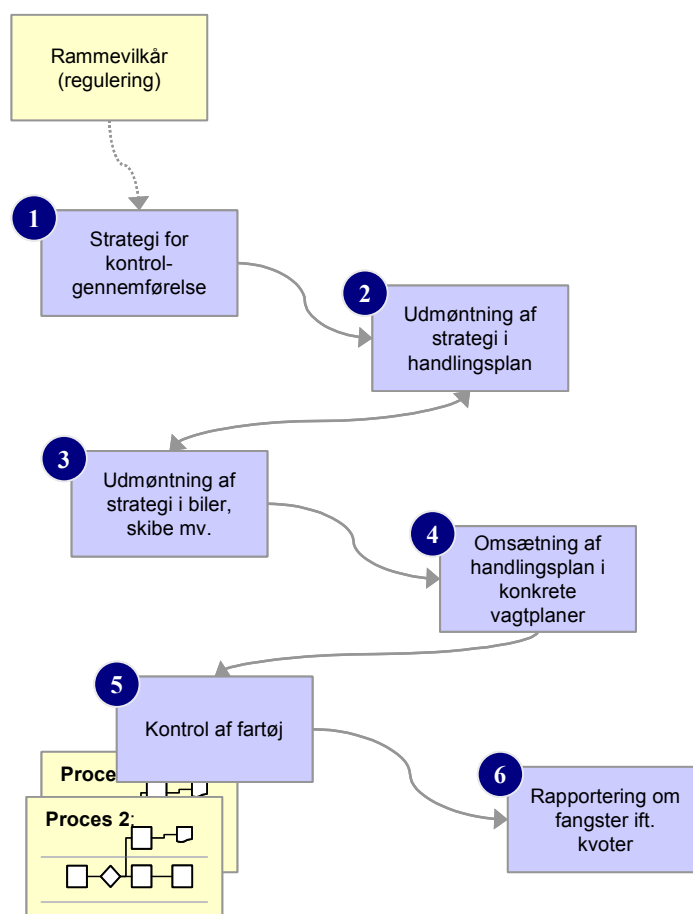 Rammevilkår
(regulering)
1
Strategi for
kontrol-
gennemførelse
2
Udmøntning af
strategi i
handlingsplan
3
Udmøntning af
strategi i biler,
skibe mv.
4
Omsætning af
handlingsplan i
konkrete
vagtplaner
5
Kontrol af fartøj
6
Rapportering om
fangster ift.
kvoter
Proce
Proces 2: